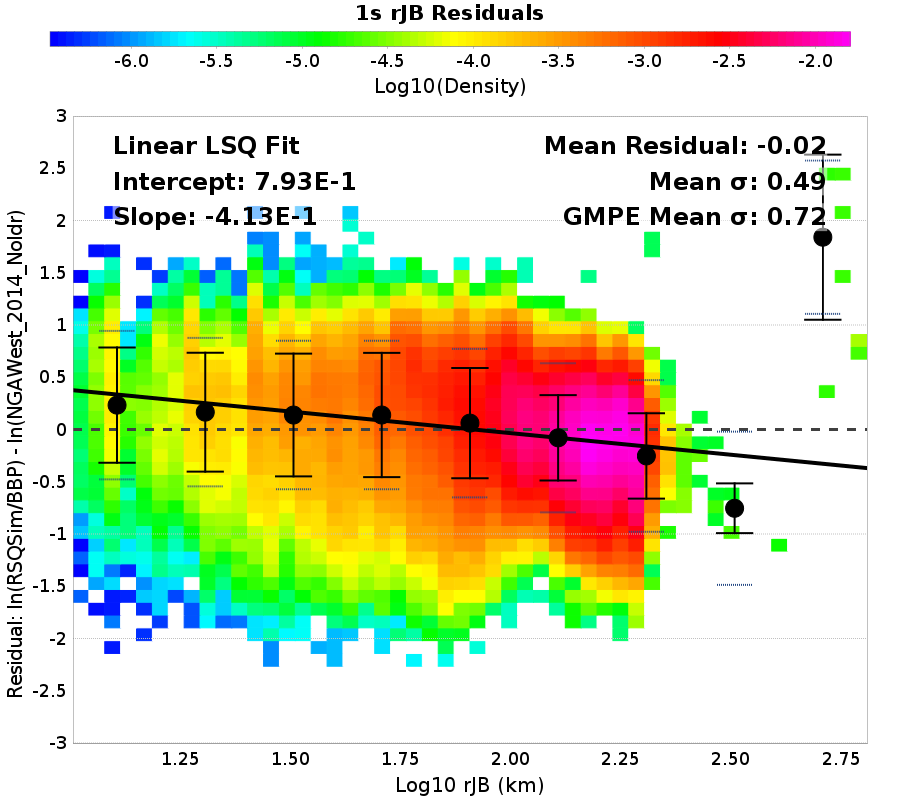 1s rJB Residuals
-6.0 -5.5 -5.0 -4.5 -4.0 -3.5 -3.0 -2.5 -2.0
Log10(Density)
Linear LSQ Fit
Intercept: 7.93E-1
Slope: -4.13E-1
Mean Residual: -0.02
Mean σ: 0.49
GMPE Mean σ: 0.72
Residual: ln(RSQSim/BBP) - ln(NGAWest_2014_NoIdr)
3
2.5
2
1.5
1
0.5
0
-0.5
-1
-1.5
-2
-2.5
-3
1.25 1.50 1.75 2.00 2.25 2.50 2.75
Log10 rJB (km)